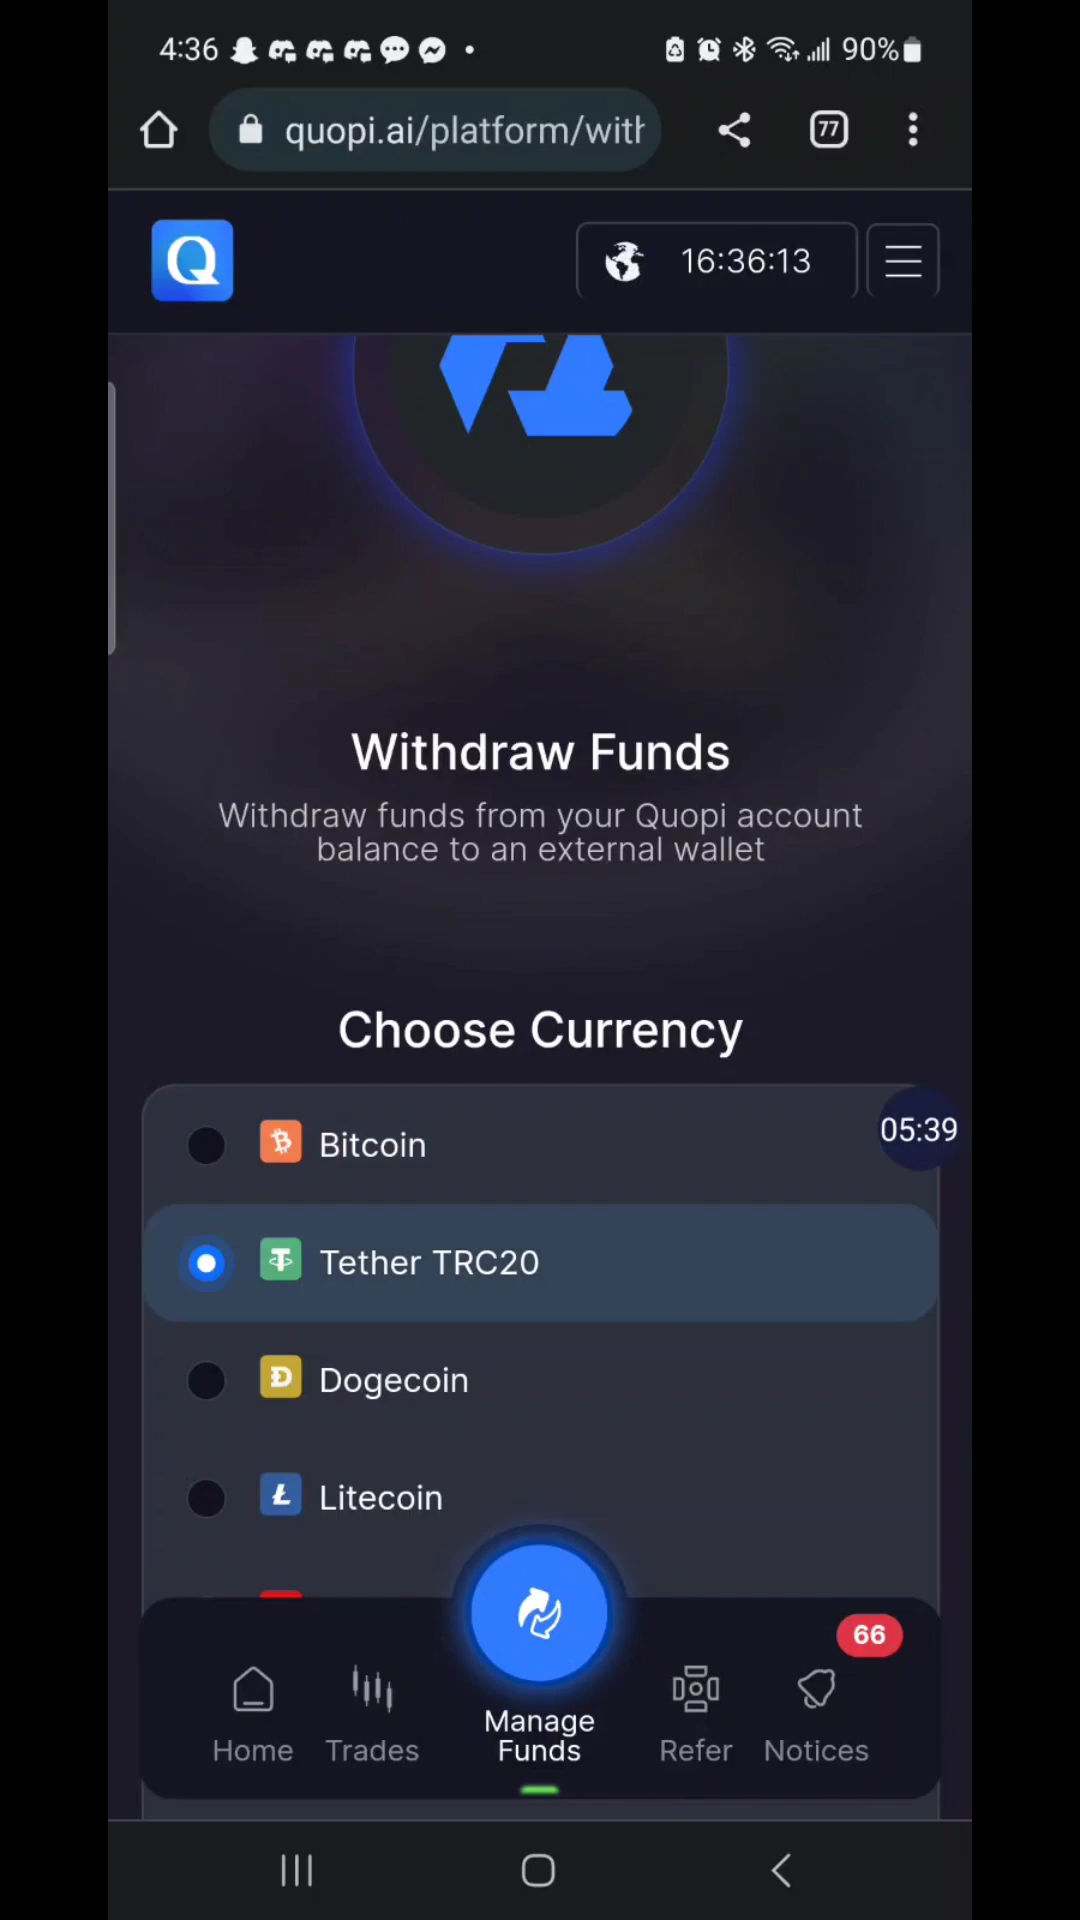 4:36 90%
quopi.ai/platform/with 77
Q 16:36:13
Withdraw Funds
Withdraw funds from your Quopi account
balance to an external wallet
Choose Currency
Bitcoin
05:39
Tether TRC20
Dogecoin
Litecoin
66
Home Trades Manage Funds Refer Notices